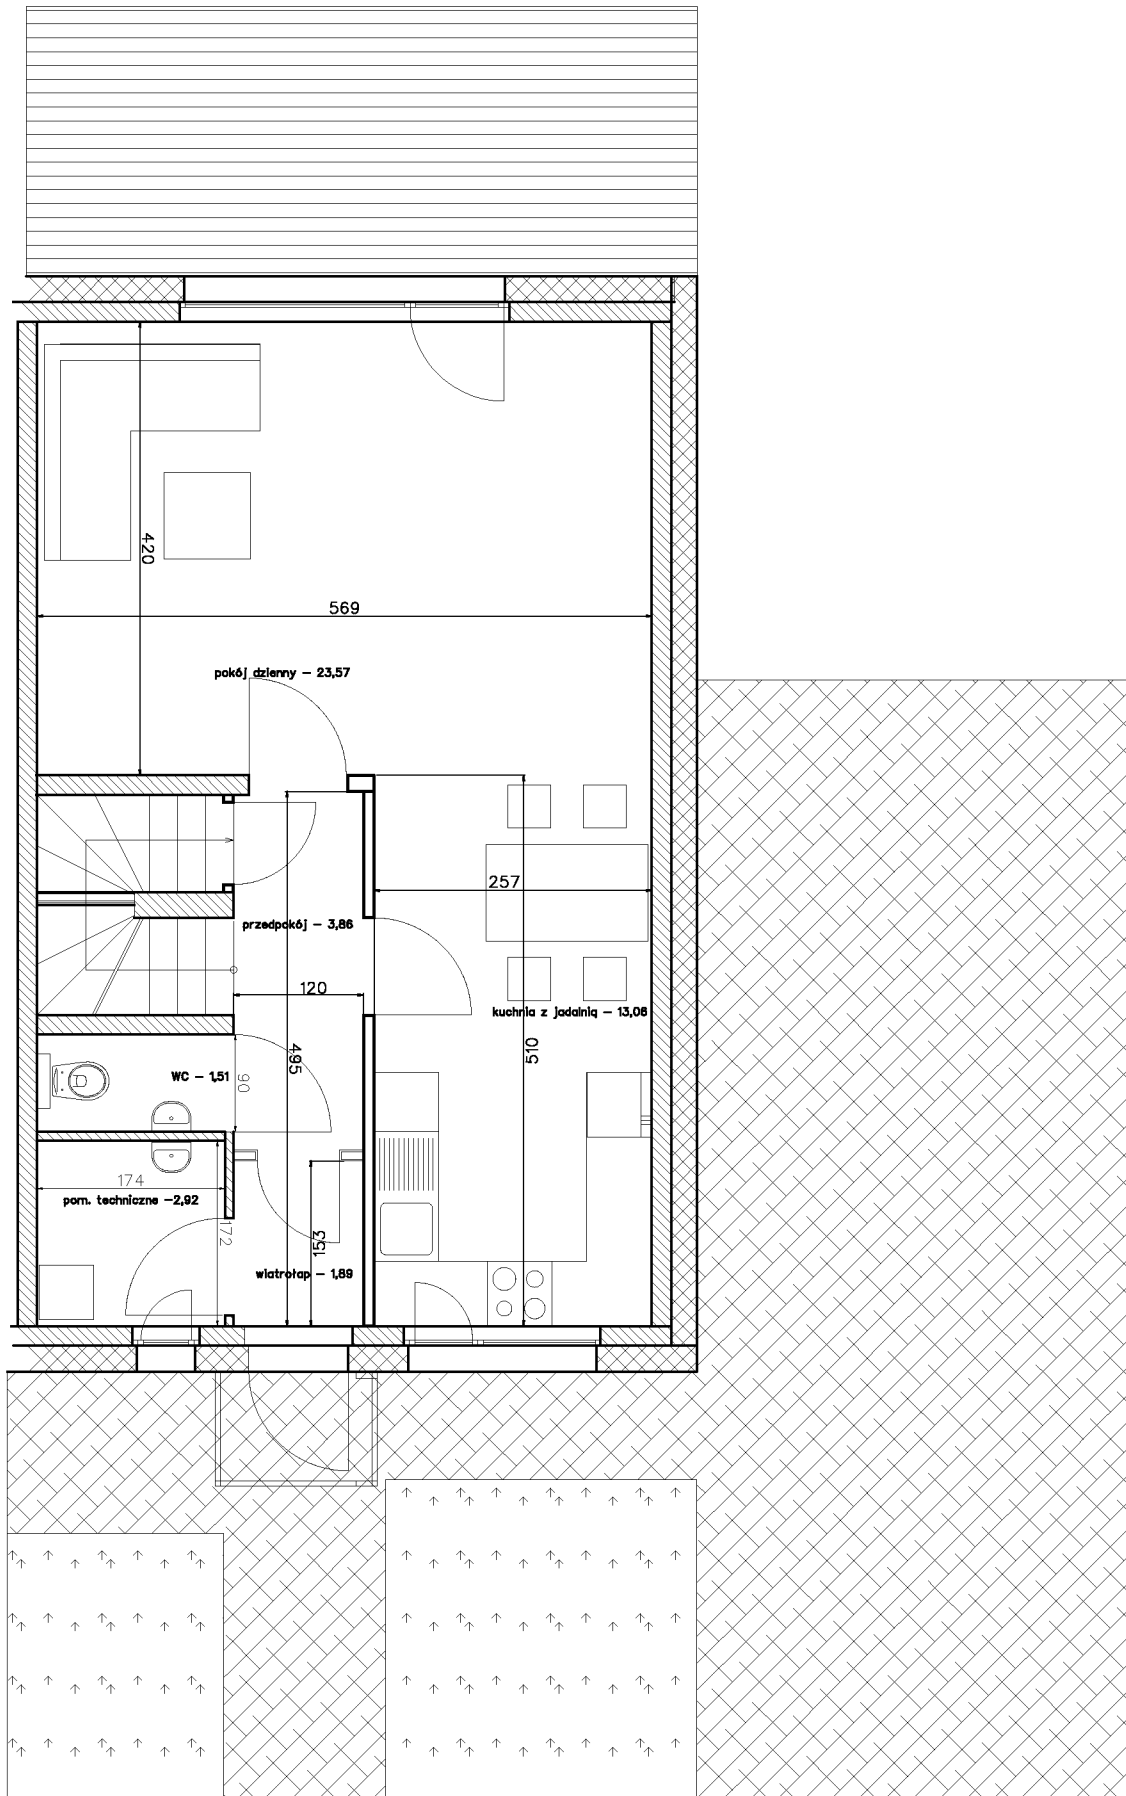 420
569
pokój dzienny – 23,57
257
przedpokój – 3,86
120
kuchnia z jadalnią – 13,08
495
510
WC – 1,51
90
174
pom. techniczne –2,92
172
153
wiatrołap – 1,89